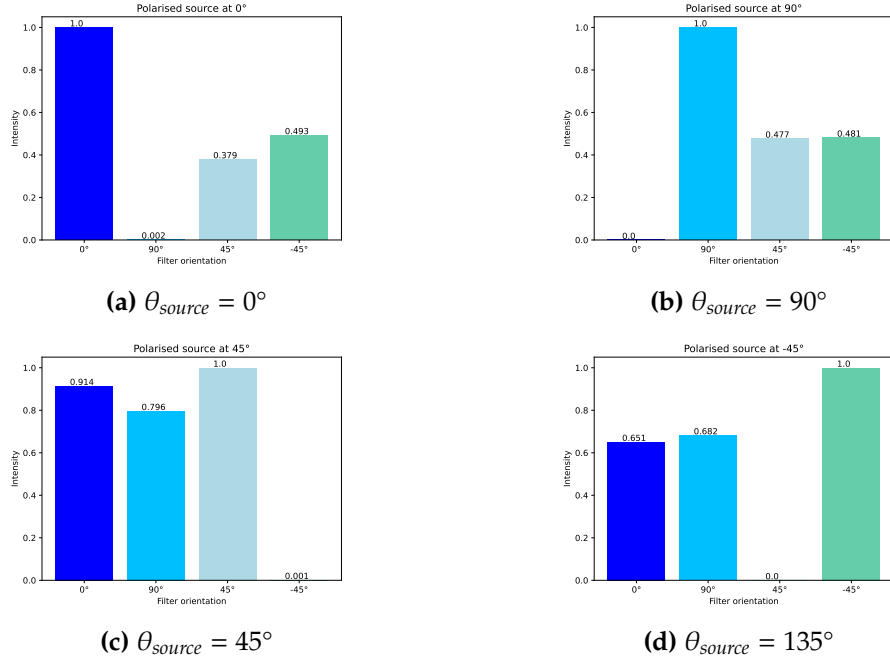 Polarised source at 0°
1.0
0.8
0.6
0.4
0.2
0.0
Intensity
1.0
0.002
0.379
0.493
0° 90° 45° -45°
Filter orientation
(a) θsource = 0°
Polarised source at 90°
1.0
0.8
0.6
0.4
0.2
0.0
Intensity
0.0
1.0
0.477
0.481
0° 90° 45° -45°
Filter orientation
(b) θsource = 90°
Polarised source at 45°
1.0
0.8
0.6
0.4
0.2
0.0
Intensity
0.914
0.796
1.0
0.001
0° 90° 45° -45°
Filter orientation
(c) θsource = 45°
Polarised source at -45°
1.0
0.8
0.6
0.4
0.2
0.0
Intensity
0.651
0.682
0.0
1.0
0° 90° 45° -45°
Filter orientation
(d) θsource = 135°